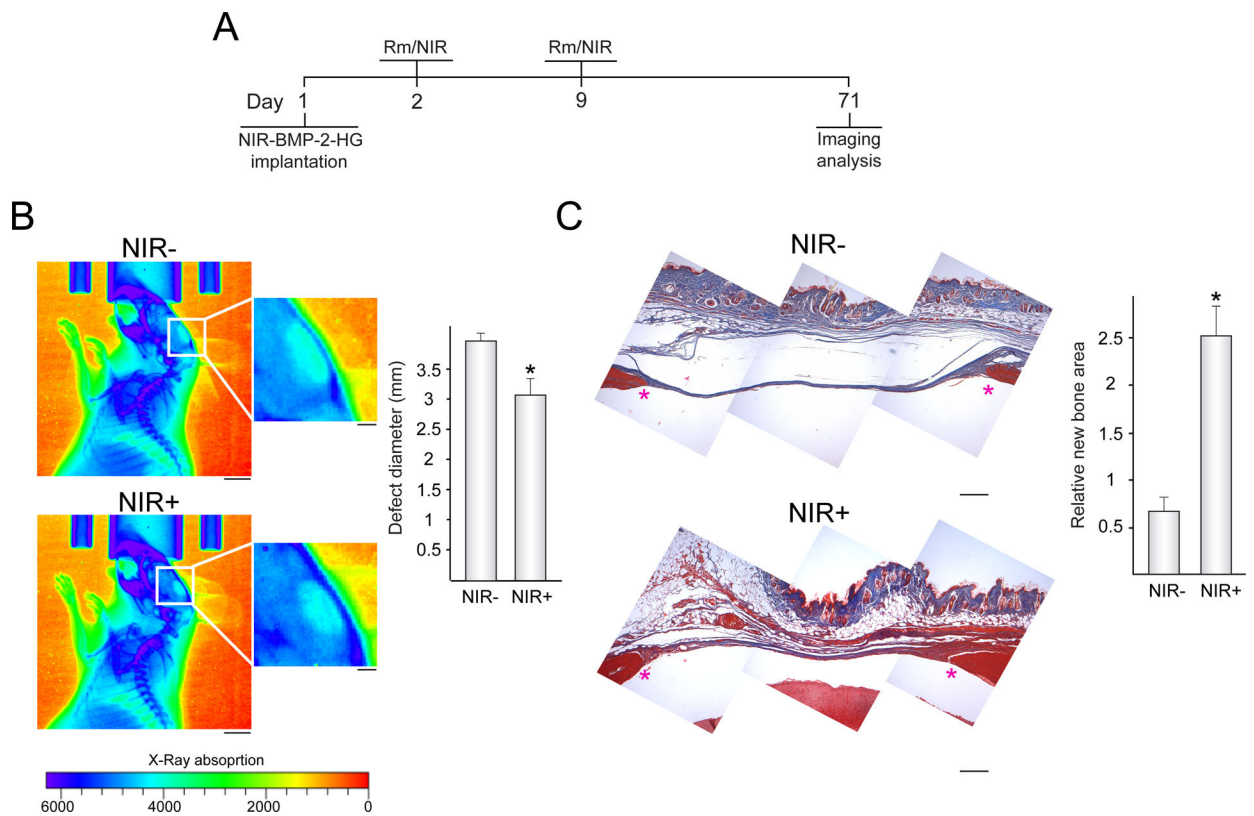 A
Rm/NIR Rm/NIR
Day 1 2 9 71
NIR-BMP-2-HG
implantation
Imaging
analysis
B
NIR-
NIR+
X-Ray absoprtion
6000 4000 2000 0
Defect diameter (mm)
3.5
3
2.5
2
1.5
1
0.5
*
NIR- NIR+
C
NIR-
* *
NIR+
* *
Relative new bone area
2.5
2
1.5
1
0.5
*
NIR- NIR+